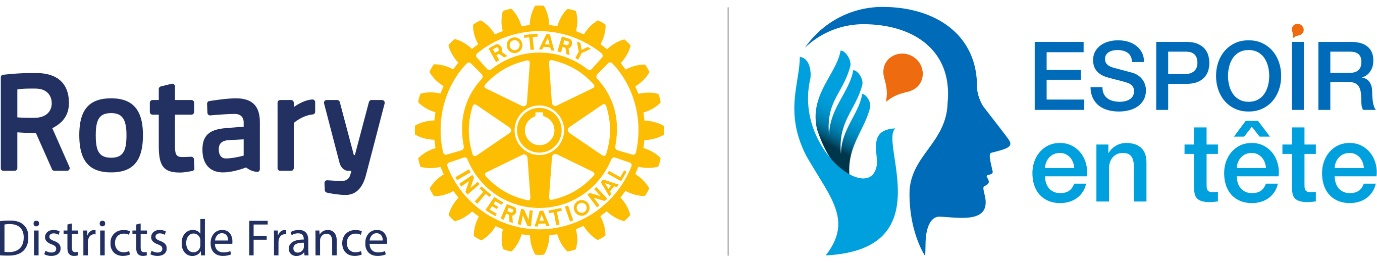 Rotary
Districts de France
ROTARY
INTERNATIONAL
ESPOIR
en tête